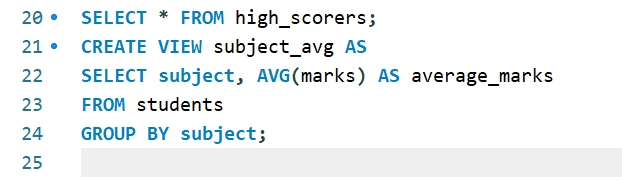 20 SELECT * FROM high_scorers;
21 CREATE VIEW subject_avg AS
22 SELECT subject, AVG(marks) AS average_marks
23 FROM students
24 GROUP BY subject;
25